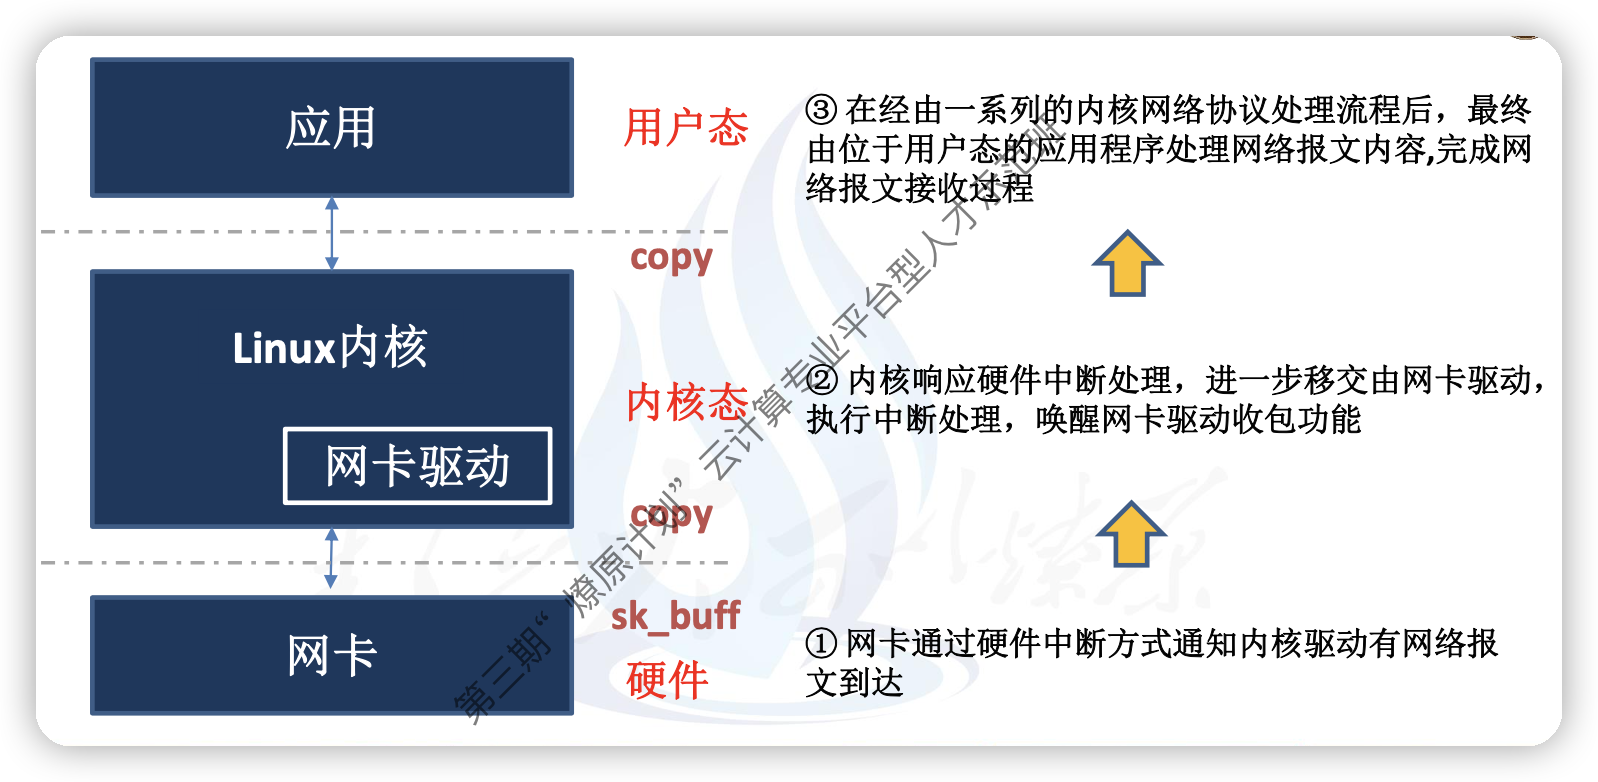 应用
用户态
③ 在经由一系列的内核网络协议处理流程后，最终
由位于用户态的应用程序处理网络报文内容,完成网
络报文接收过程
copy
Linux内核
内核态
② 内核响应硬件中断处理，进一步移交由网卡驱动，
执行中断处理，唤醒网卡驱动收包功能
网卡驱动
copy
网卡
sk_buff
硬件
① 网卡通过硬件中断方式通知内核驱动有网络报
文到达
第三期“燎原计划”云计算专业/平台型人才示范班